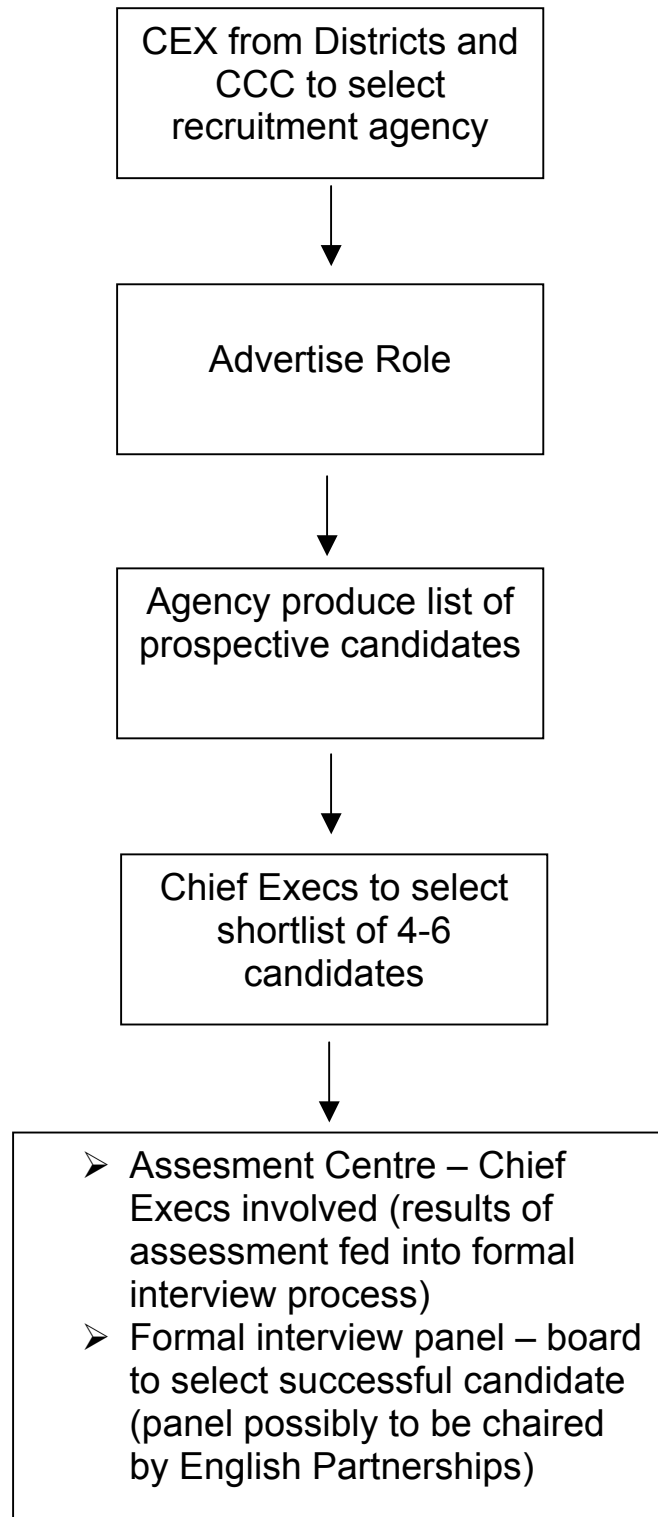 CEX from Districts and
CCC to select
recruitment agency
Advertise Role
Agency produce list of
prospective candidates
Chief Execs to select
shortlist of 4-6
candidates
➢ Assesment Centre – Chief
Execs involved (results of
assessment fed into formal
interview process)
➢ Formal interview panel – board
to select successful candidate
(panel possibly to be chaired
by English Partnerships)